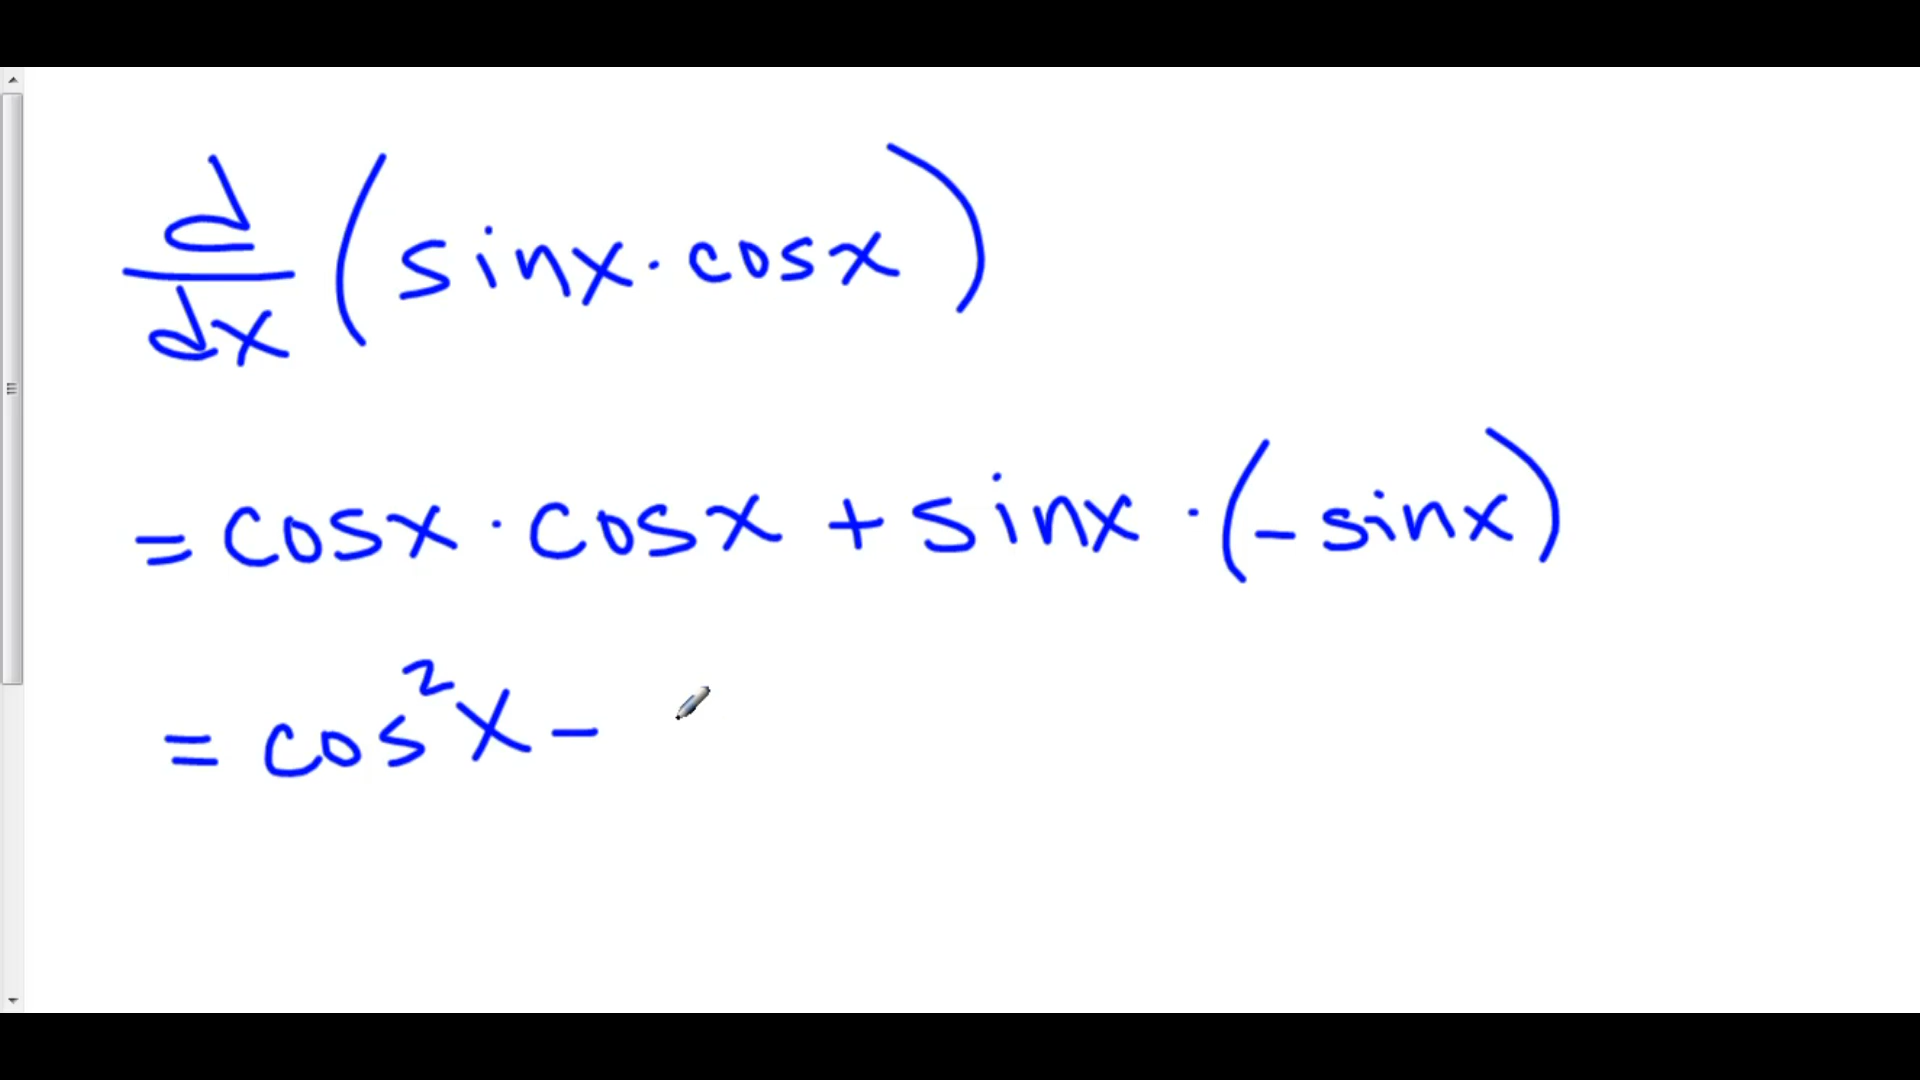 d/dx (sinx · cosx)
= cosx · cosx + sinx · (- sinx)
= cos²x -